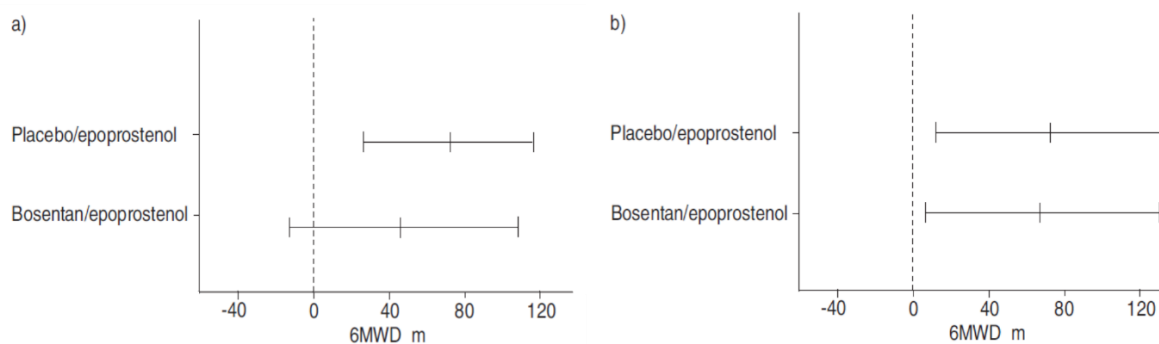 a)
Placebo/epoprostenol
Bosentan/epoprostenol
-40 0 40 80 120
6MWD m
b)
Placebo/epoprostenol
Bosentan/epoprostenol
-40 0 40 80 120
6MWD m